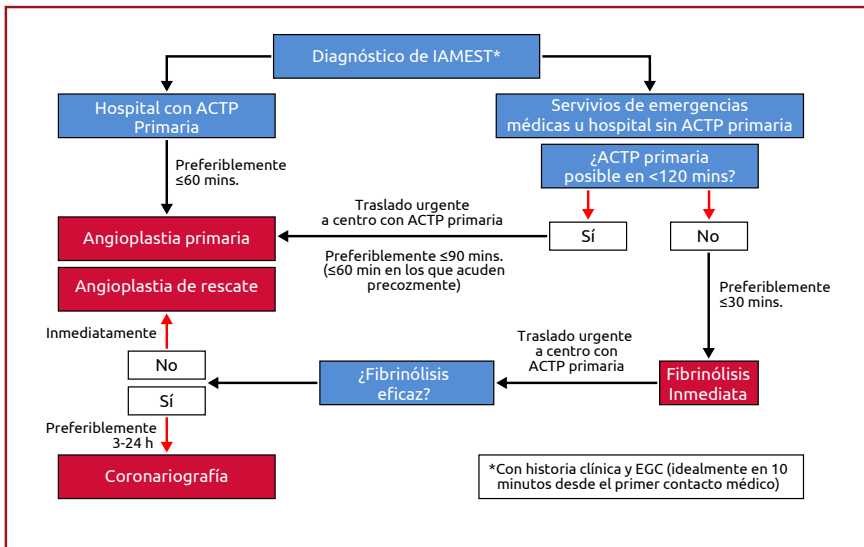 Diagnóstico de IAMEST*
Hospital con ACTP
Primaria
Servivios de emergencias
médicas u hospital sin ACTP primaria
¿ACTP primaria
posible en <120 mins?
Preferiblemente
≤60 mins.
Traslado urgente
a centro con ACTP primaria
Sí
No
Angioplastia primaria
Preferiblemente ≤90 mins.
(≤60 min en los que acuden
precozmente)
Angioplastia de rescate
Preferiblemente
≤30 mins.
Inmediatamente
Traslado urgente
a centro con
ACTP primaria
No
Sí
¿Fibrinólisis
eficaz?
Fibrinólisis
Inmediata
Preferiblemente
3-24 h
Coronariografía
*Con historia clínica y EGC (idealmente en 10
minutos desde el primer contacto médico)